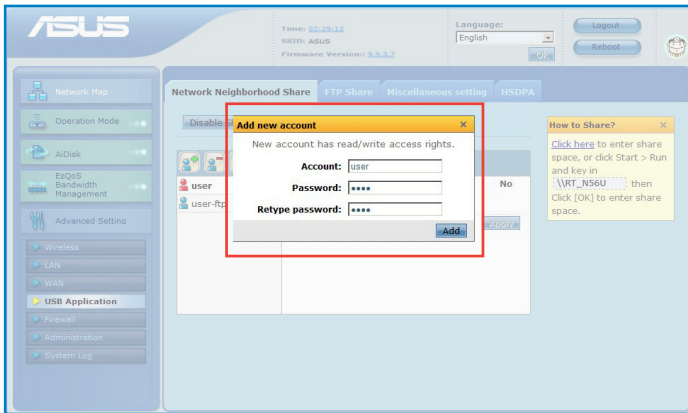 ASUS
Time: 02:29:12
SSID: ASUS
Firmware Version: 9.9.3.7
Language:
English
OK
Logout
Reboot
Network Map
Operation Mode
AiDisk
EzQoS
Bandwidth
Management
Advanced Setting
Wireless
LAN
WAN
USB Application
Firewall
Administration
System Log
Network Neighborhood Share
FTP Share
Miscellaneous setting
HSDPA
Disable
user
user-ftp
No
Apply
Add new account ×
New account has read/write access rights.
Account: user
Password: ••••
Retype password: ••••
Add
How to Share? ×
Click here to enter share
space, or click Start > Run
and key in
\\RT_N56U then
Click [OK] to enter share
space.